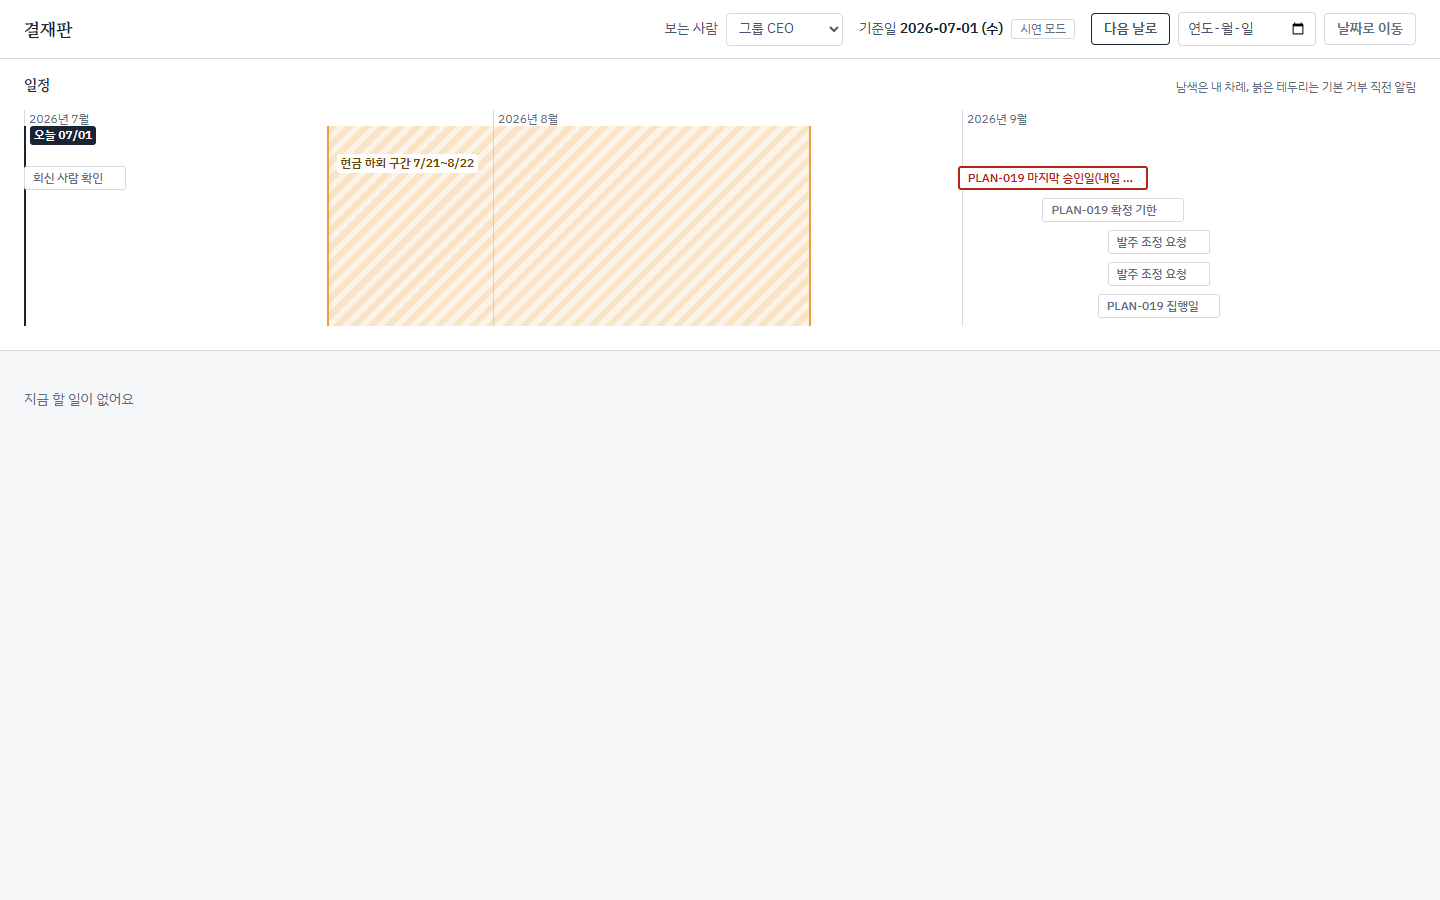 결재판
보는 사람 그룹 CEO 기준일 2026-07-01 (수) 시연 모드 다음 날로 연도-월-일 날짜로 이동
일정
남색은 내 차례, 붉은 테두리는 기본 거부 직전 알림
2026년 7월 2026년 8월 2026년 9월
오늘 07/01
현금 하회 구간 7/21~8/22
회신 사람 확인 PLAN-019 마지막 승인일(내일 ...
PLAN-019 확정 기한
발주 조정 요청
발주 조정 요청
PLAN-019 집행일
지금 할 일이 없어요